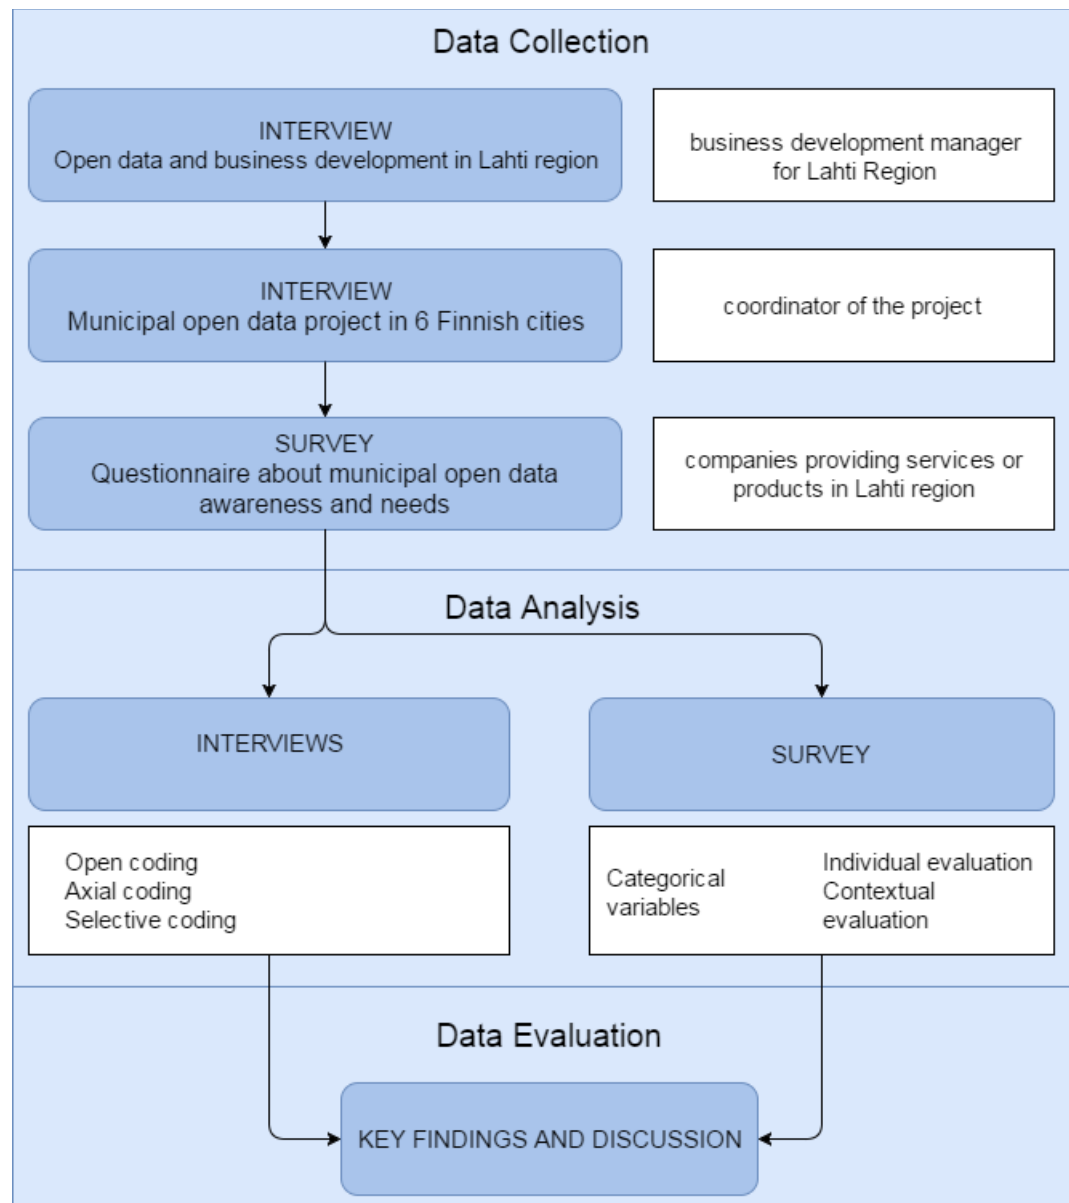 Data Collection
INTERVIEW
Open data and business development in Lahti region
business development manager
for Lahti Region
INTERVIEW
Municipal open data project in 6 Finnish cities
coordinator of the project
SURVEY
Questionnaire about municipal open data
awareness and needs
companies providing services or
products in Lahti region
Data Analysis
INTERVIEWS
SURVEY
Open coding
Axial coding
Selective coding
Categorical
variables
Individual evaluation
Contextual
evaluation
Data Evaluation
KEY FINDINGS AND DISCUSSION